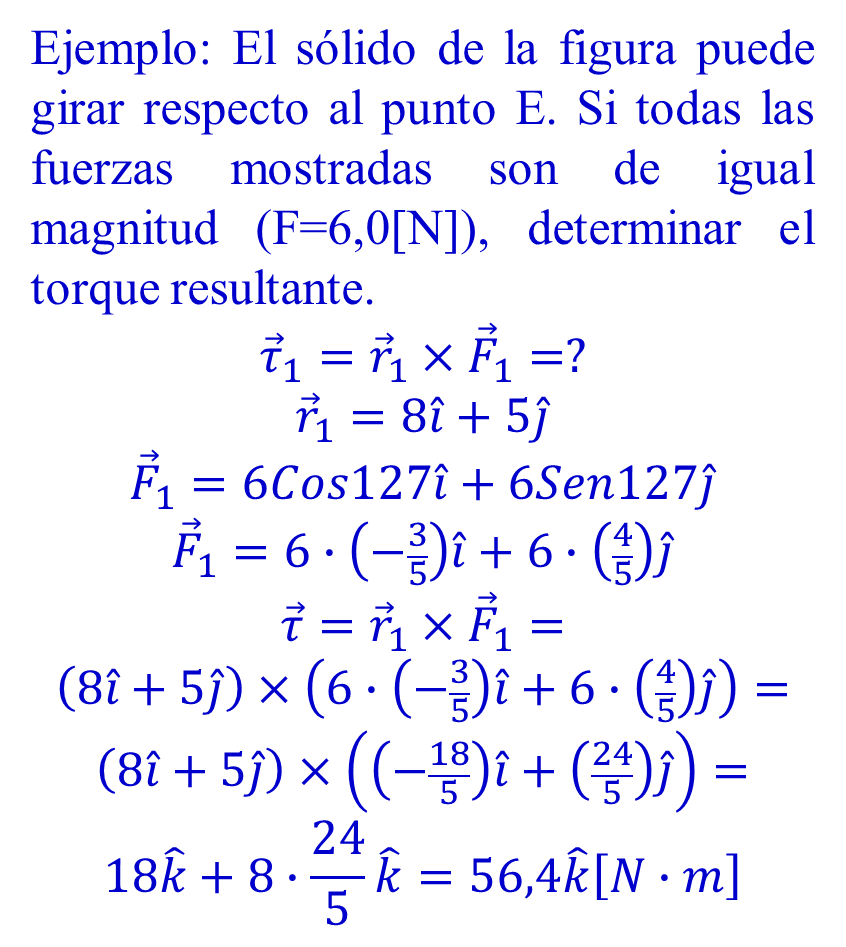 Ejemplo: El sólido de la figura puede
girar respecto al punto E. Si todas las
fuerzas mostradas son de igual
magnitud (F=6,0[N]), determinar el
torque resultante.
$\vec{\tau}_1 = \vec{r}_1 \times \vec{F}_1 =?$
$\vec{r}_1 = 8\hat{\imath} + 5\hat{\jmath}$
$\vec{F}_1 = 6Cos127\hat{\imath} + 6Sen127\hat{\jmath}$
$\vec{F}_1 = 6 \cdot \left(-\frac{3}{5}\right)\hat{\imath} + 6 \cdot \left(\frac{4}{5}\right)\hat{\jmath}$
$\vec{\tau} = \vec{r}_1 \times \vec{F}_1 =$
$(8\hat{\imath} + 5\hat{\jmath}) \times \left(6 \cdot \left(-\frac{3}{5}\right)\hat{\imath} + 6 \cdot \left(\frac{4}{5}\right)\hat{\jmath}\right) =$
$(8\hat{\imath} + 5\hat{\jmath}) \times \left(\left(-\frac{18}{5}\right)\hat{\imath} + \left(\frac{24}{5}\right)\hat{\jmath}\right) =$
$18\hat{k} + 8 \cdot \frac{24}{5}\hat{k} = 56,4\hat{k}[N \cdot m]$